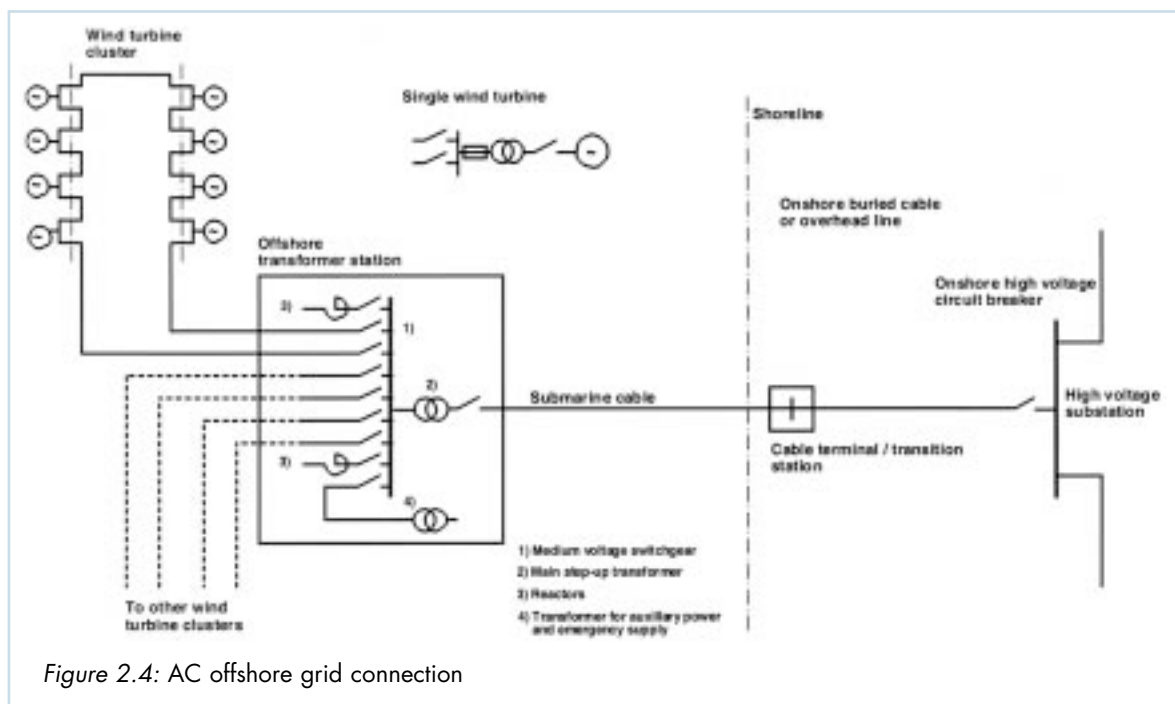 Wind turbine
cluster
Single wind turbine
Shoreline
Onshore buried cable
or overhead line
Offshore
transformer station
Onshore high voltage
circuit breaker
3)
1)
2)
Submarine cable
High voltage
substation
Cable terminal / transition
station
3)
4)
1) Medium voltage switchgear
2) Main step-up transformer
3) Reactors
4) Transformer for auxiliary power
and emergency supply
To other wind
turbine clusters
Figure 2.4: AC offshore grid connection